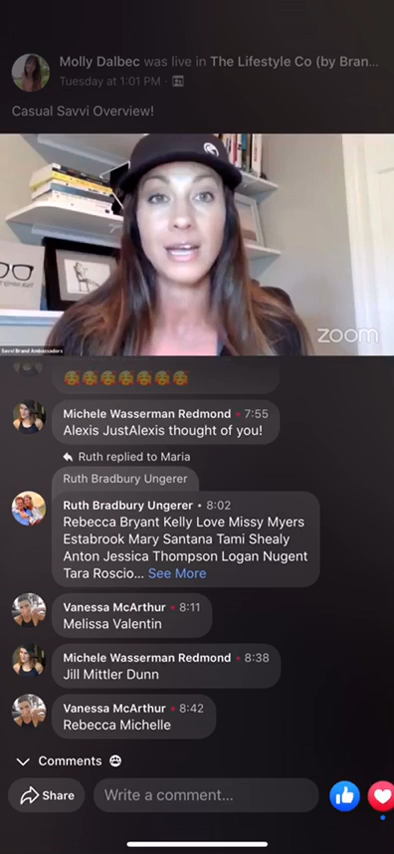 Molly Dalbec was live in The Lifestyle Co (by Bran...
Tuesday at 1:01 PM ·
Casual Savvi Overview!
zoom
Savvi Brand Ambassadors
Michele Wasserman Redmond • 7:55
Alexis JustAlexis thought of you!
Ruth replied to Maria
Ruth Bradbury Ungerer
Ruth Bradbury Ungerer • 8:02
Rebecca Bryant Kelly Love Missy Myers
Estabrook Mary Santana Tami Shealy
Anton Jessica Thompson Logan Nugent
Tara Roscio... See More
Vanessa McArthur • 8:11
Melissa Valentin
Michele Wasserman Redmond • 8:38
Jill Mittler Dunn
Vanessa McArthur • 8:42
Rebecca Michelle
Comments
Share
Write a comment...